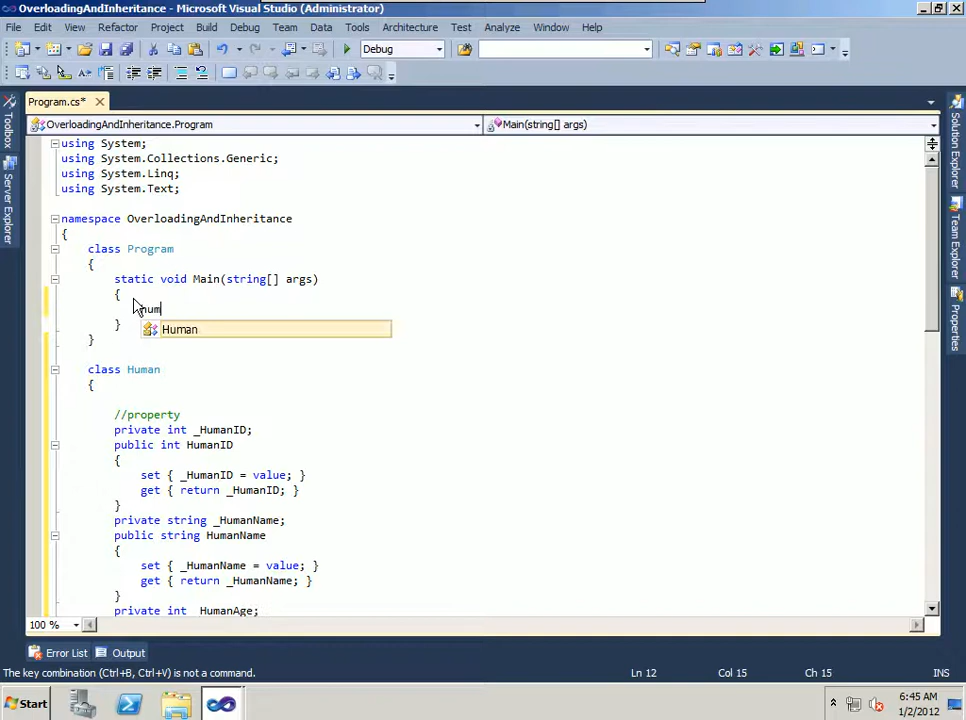 OverloadingAndInheritance - Microsoft Visual Studio (Administrator)
File Edit View Refactor Project Build Debug Team Data Tools Architecture Test Analyze Window Help
Debug
Program.cs*
OverloadingAndInheritance.Program Main(string[] args)
using System;
using System.Collections.Generic;
using System.Linq;
using System.Text;
namespace OverloadingAndInheritance
{
class Program
{
static void Main(string[] args)
{
hum
Human
}
}
class Human
{
//property
private int _HumanID;
public int HumanID
{
set { _HumanID = value; }
get { return _HumanID; }
}
private string _HumanName;
public string HumanName
{
set { _HumanName = value; }
get { return _HumanName; }
}
private int _HumanAge;
Toolbox
Server Explorer
Solution Explorer
Team Explorer
Properties
100 %
Error List Output
The key combination (Ctrl+B, Ctrl+V) is not a command. Ln 12 Col 15 Ch 15 INS
Start 6:45 AM
1/2/2012